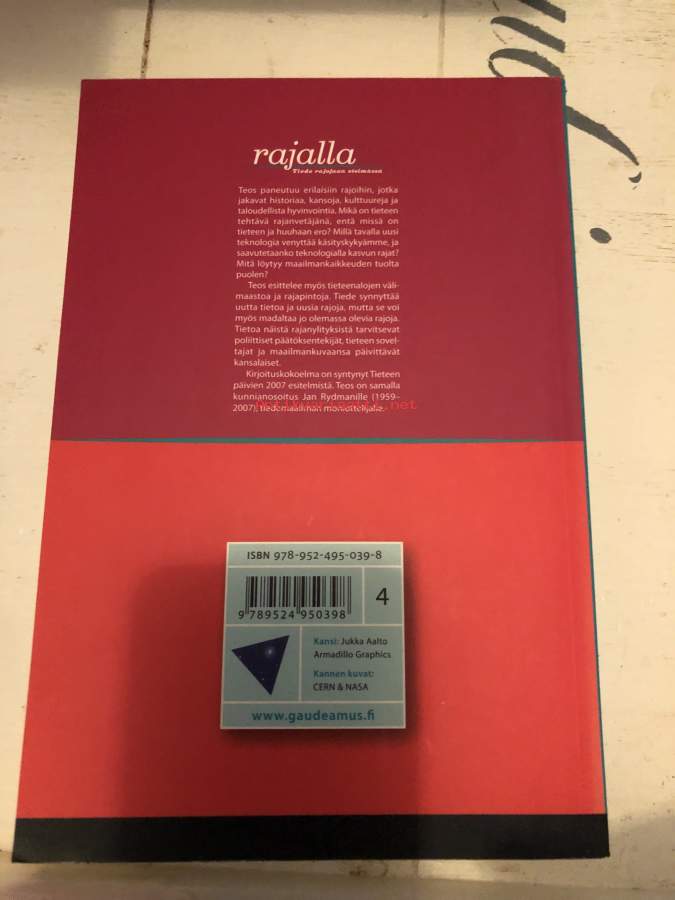 rajalla
Tiede rajojaan etsimässä
Teos paneutuu erilaisiin rajoihin, jotka
jakavat historiaa, kansoja, kulttuureja ja
taloudellista hyvinvointia. Mikä on tieteen
tehtävä rajanvetäjänä, entä missä on
tieteen ja huuhaan ero? Millä tavalla uusi
teknologia venyttää käsityskykyämme, ja
saavutetaanko teknologialla kasvun rajat?
Mitä löytyy maailmankaikkeuden tuolta
puolen?
Teos esittelee myös tieteenalojen väli-
maastoa ja rajapintoja. Tiede synnyttää
uutta tietoa ja uusia rajoja, mutta se voi
myös madaltaa jo olemassa olevia rajoja.
Tietoa näistä rajanylityksistä tarvitsevat
poliittiset päätöksentekijät, tieteen sovel-
tajat ja maailmankuvaansa päivittävät
kansalaiset.
Kirjoituskokoelma on syntynyt Tieteen
päivien 2007 esitelmistä. Teos on samalla
kunnianosoitus Jan Rydmanille (1959–
2007), tiedemaailman moniottelijalle.
ISBN 978-952-495-039-8
9 789524 950398
4
Kansi: Jukka Aalto
Armadillo Graphics
Kannen kuvat:
CERN & NASA
www.gaudeamus.fi